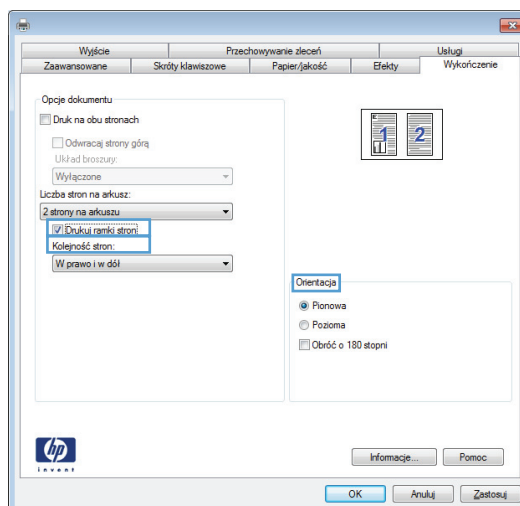 Wyjście
Przechowywanie zleceń
Usługi
Zaawansowane
Skróty klawiszowe
Papier/jakość
Efekty
Wykończenie
Opcje dokumentu
Druk na obu stronach
Odwracaj strony górą
Układ broszury:
Wyłączone
Liczba stron na arkusz:
2 strony na arkuszu
Drukuj ramki stron
Kolejność stron:
W prawo i w dół
1 2
Orientacja
Pionowa
Pozioma
Obróć o 180 stopni
hp
invent
Informacje...
Pomoc
OK
Anuluj
Zastosuj